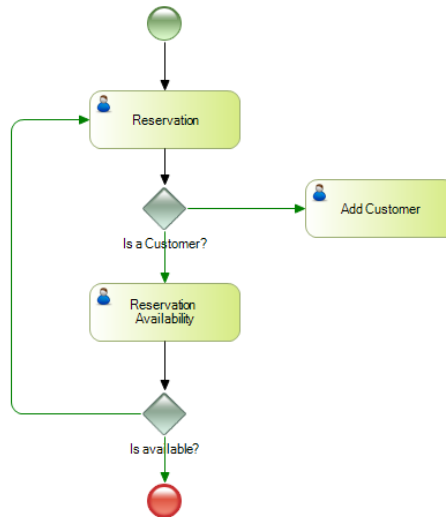 Reservation
Add Customer
Is a Customer?
Reservation
Availability
Is available?